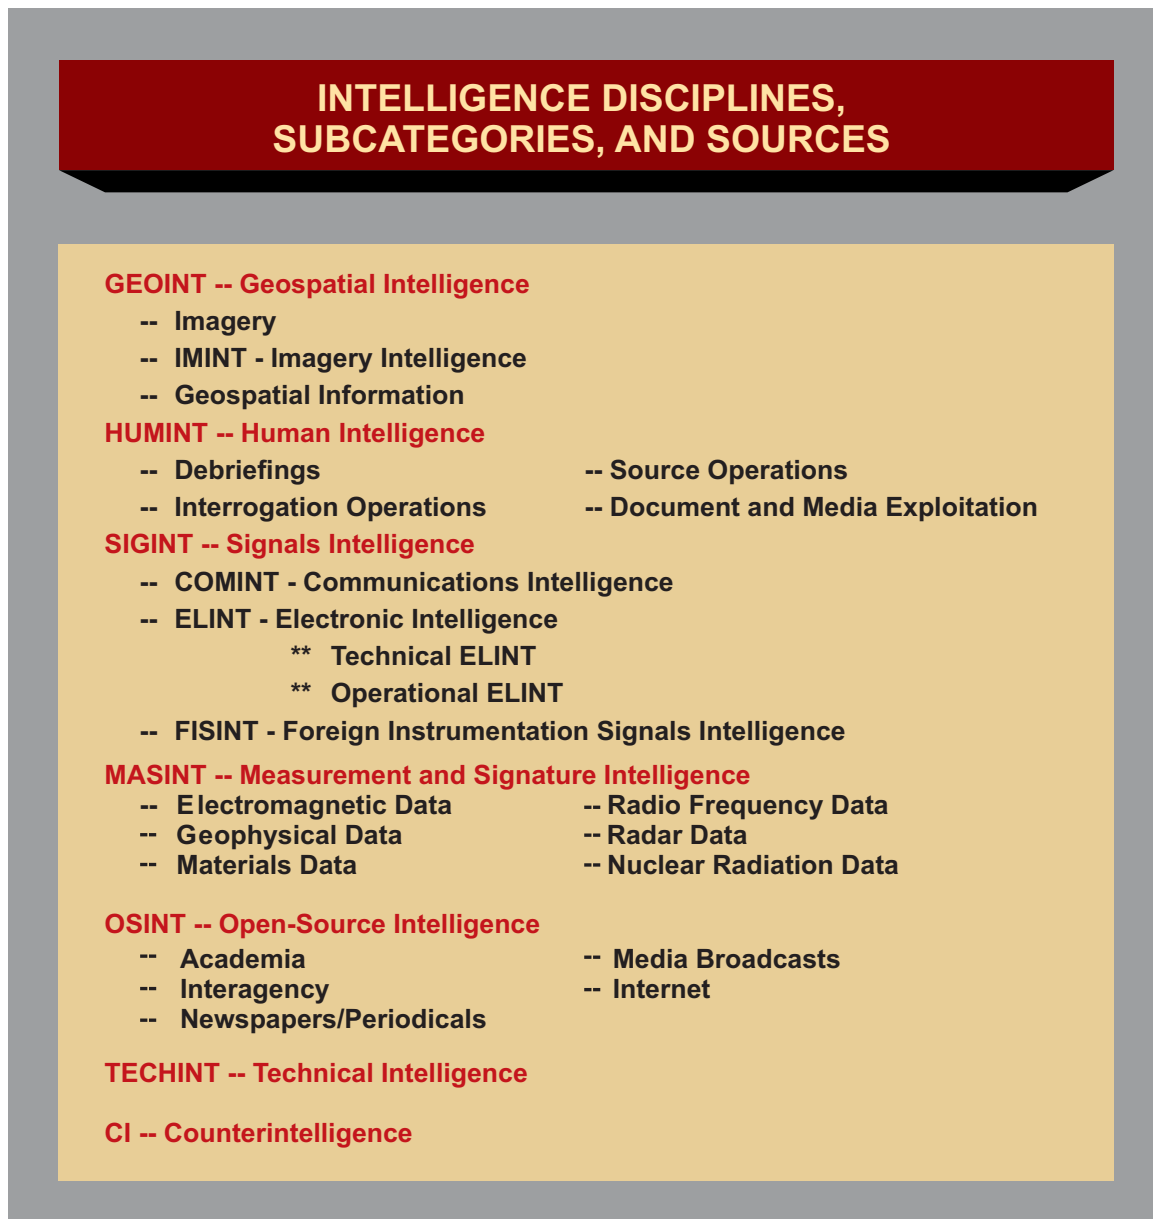 INTELLIGENCE DISCIPLINES,
SUBCATEGORIES, AND SOURCES
GEOINT -- Geospatial Intelligence
-- Imagery
-- IMINT - Imagery Intelligence
-- Geospatial Information
HUMINT -- Human Intelligence
-- Debriefings -- Source Operations
-- Interrogation Operations -- Document and Media Exploitation
SIGINT -- Signals Intelligence
-- COMINT - Communications Intelligence
-- ELINT - Electronic Intelligence
** Technical ELINT
** Operational ELINT
-- FISINT - Foreign Instrumentation Signals Intelligence
MASINT -- Measurement and Signature Intelligence
-- Electromagnetic Data -- Radio Frequency Data
-- Geophysical Data -- Radar Data
-- Materials Data -- Nuclear Radiation Data
OSINT -- Open-Source Intelligence
-- Academia -- Media Broadcasts
-- Interagency -- Internet
-- Newspapers/Periodicals
TECHINT -- Technical Intelligence
CI -- Counterintelligence